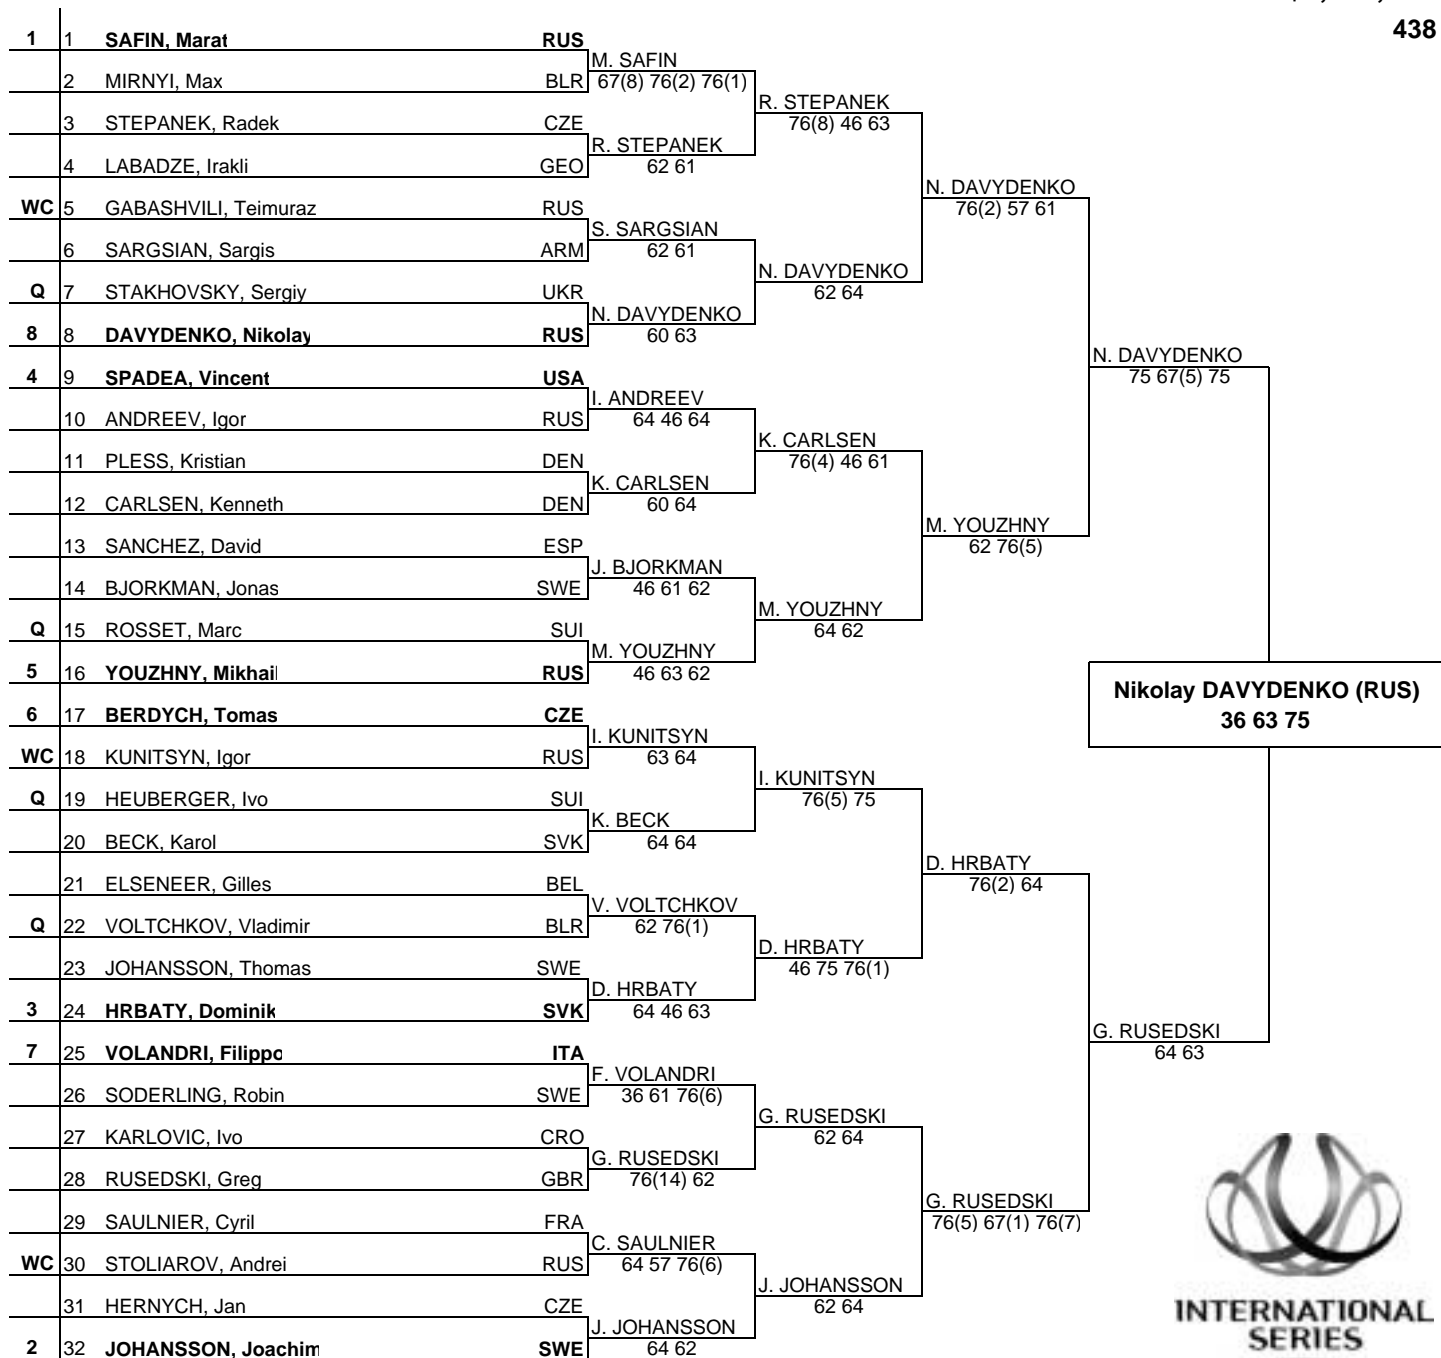 438
1 1 SAFIN, Marat RUS
M. SAFIN
2 MIRNYI, Max BLR 67(8) 76(2) 76(1)
R. STEPANEK
3 STEPANEK, Radek CZE 76(8) 46 63
R. STEPANEK
4 LABADZE, Irakli GEO 62 61
N. DAVYDENKO
WC 5 GABASHVILI, Teimuraz RUS 76(2) 57 61
S. SARGSIAN
6 SARGSIAN, Sargis ARM 62 61
N. DAVYDENKO
Q 7 STAKHOVSKY, Sergiy UKR 62 64
N. DAVYDENKO
8 8 DAVYDENKO, Nikolay RUS 60 63
N. DAVYDENKO
4 9 SPADEA, Vincent USA 75 67(5) 75
I. ANDREEV
10 ANDREEV, Igor RUS 64 46 64
K. CARLSEN
11 PLESS, Kristian DEN 76(4) 46 61
K. CARLSEN
12 CARLSEN, Kenneth DEN 60 64
M. YOUZHNY
13 SANCHEZ, David ESP 62 76(5)
J. BJORKMAN
14 BJORKMAN, Jonas SWE 46 61 62
M. YOUZHNY
Q 15 ROSSET, Marc SUI 64 62
M. YOUZHNY
5 16 YOUZHNY, Mikhail RUS 46 63 62
Nikolay DAVYDENKO (RUS)
6 17 BERDYCH, Tomas CZE 36 63 75
I. KUNITSYN
WC 18 KUNITSYN, Igor RUS 63 64
I. KUNITSYN
Q 19 HEUBERGER, Ivo SUI 76(5) 75
K. BECK
20 BECK, Karol SVK 64 64
D. HRBATY
21 ELSENEER, Gilles BEL 76(2) 64
V. VOLTCHKOV
Q 22 VOLTCHKOV, Vladimir BLR 62 76(1)
D. HRBATY
23 JOHANSSON, Thomas SWE 46 75 76(1)
D. HRBATY
3 24 HRBATY, Dominik SVK 64 46 63
G. RUSEDSKI
7 25 VOLANDRI, Filippo ITA 64 63
F. VOLANDRI
26 SODERLING, Robin SWE 36 61 76(6)
G. RUSEDSKI
27 KARLOVIC, Ivo CRO 62 64
G. RUSEDSKI
28 RUSEDSKI, Greg GBR 76(14) 62
G. RUSEDSKI
29 SAULNIER, Cyril FRA 76(5) 67(1) 76(7)
C. SAULNIER
WC 30 STOLIAROV, Andrei RUS 64 57 76(6)
J. JOHANSSON
31 HERNYCH, Jan CZE 62 64
J. JOHANSSON
2 32 JOHANSSON, Joachim SWE 64 62
INTERNATIONAL
SERIES